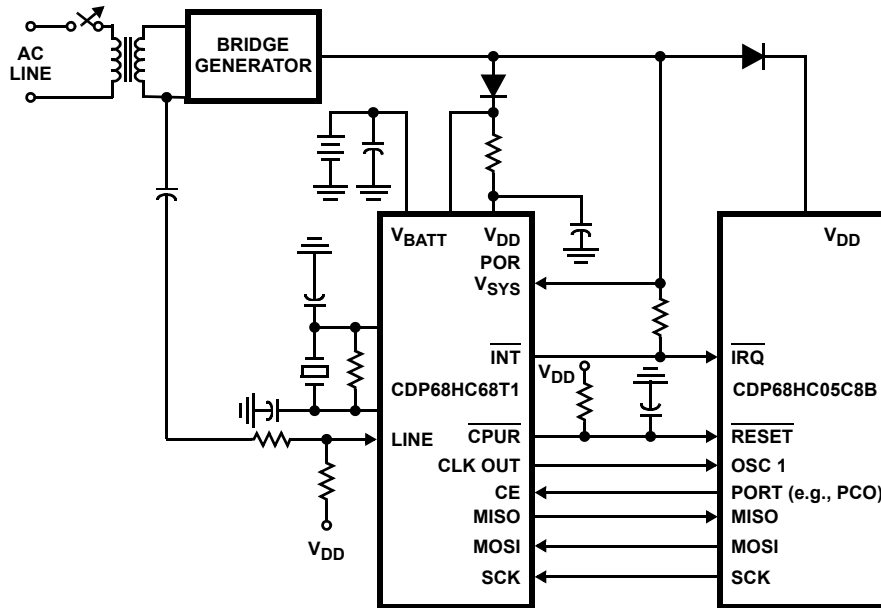 AC
LINE
BRIDGE
GENERATOR
VBATT
VDD
POR
VSYS
INT
CDP68HC68T1
LINE
CPUR
CLK OUT
CE
MISO
MOSI
SCK
VDD
VDD
VDD
IRQ
CDP68HC05C8B
RESET
OSC 1
PORT (e.g., PCO)
MISO
MOSI
SCK